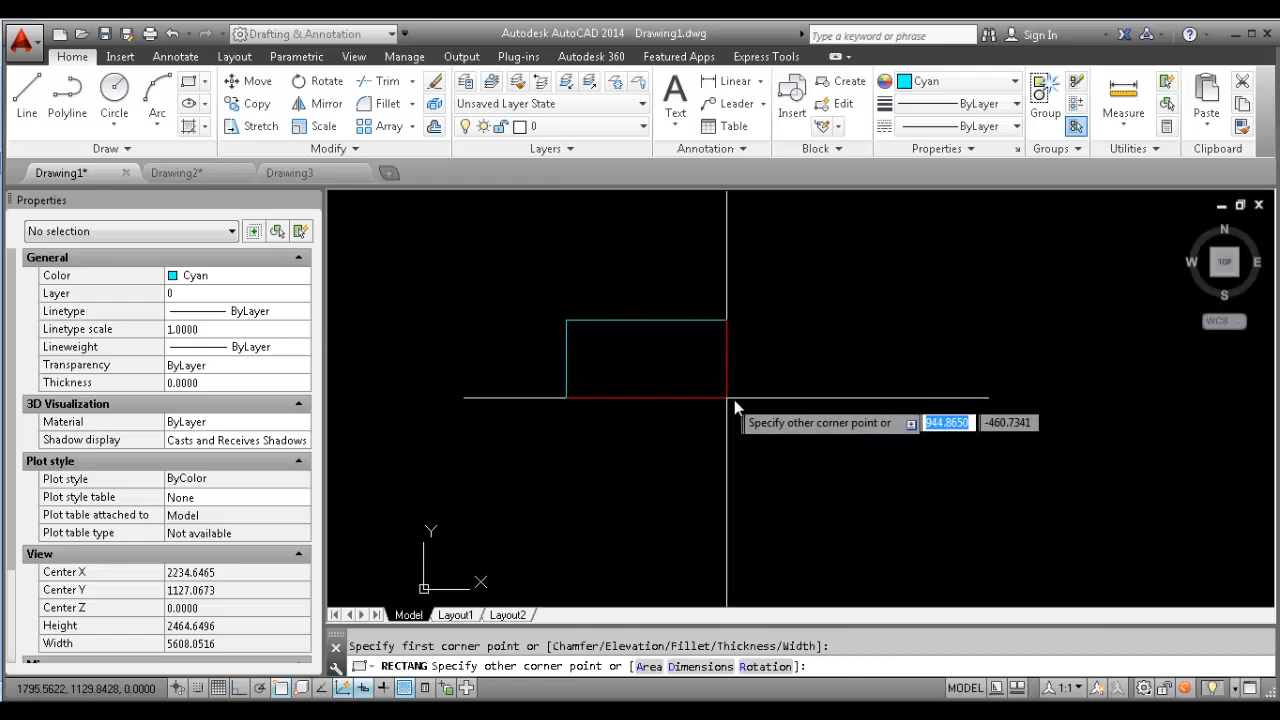 Drafting & Annotation
Autodesk AutoCAD 2014 Drawing1.dwg
Type a keyword or phrase
Sign In
Home Insert Annotate Layout Parametric View Manage Output Plug-ins Autodesk 360 Featured Apps Express Tools
Line Polyline Circle Arc
Move Rotate Trim
Copy Mirror Fillet
Stretch Scale Array
Unsaved Layer State
0
Text
Linear
Leader
Table
Insert
Create
Edit
Cyan
ByLayer
ByLayer
Group
Measure
Paste
Draw Modify Layers Annotation Block Properties Groups Utilities Clipboard
Drawing1* Drawing2* Drawing3
Properties
No selection
General
Color Cyan
Layer 0
Linetype ByLayer
Linetype scale 1.0000
Lineweight ByLayer
Transparency ByLayer
Thickness 0.0000
3D Visualization
Material ByLayer
Shadow display Casts and Receives Shadows
Plot style
Plot style ByColor
Plot style table None
Plot table attached to Model
Plot table type Not available
View
Center X 2234.6465
Center Y 1127.0673
Center Z 0.0000
Height 2464.6496
Width 5608.0516
N
W TOP E
S
WCS
Specify other corner point or 944.8650 -460.7341
Y
X
Model Layout1 Layout2
Specify first corner point or [Chamfer/Elevation/Fillet/Thickness/Width]:
RECTANG Specify other corner point or [Area Dimensions Rotation]:
1795.5622, 1129.8428, 0.0000
MODEL 1:1